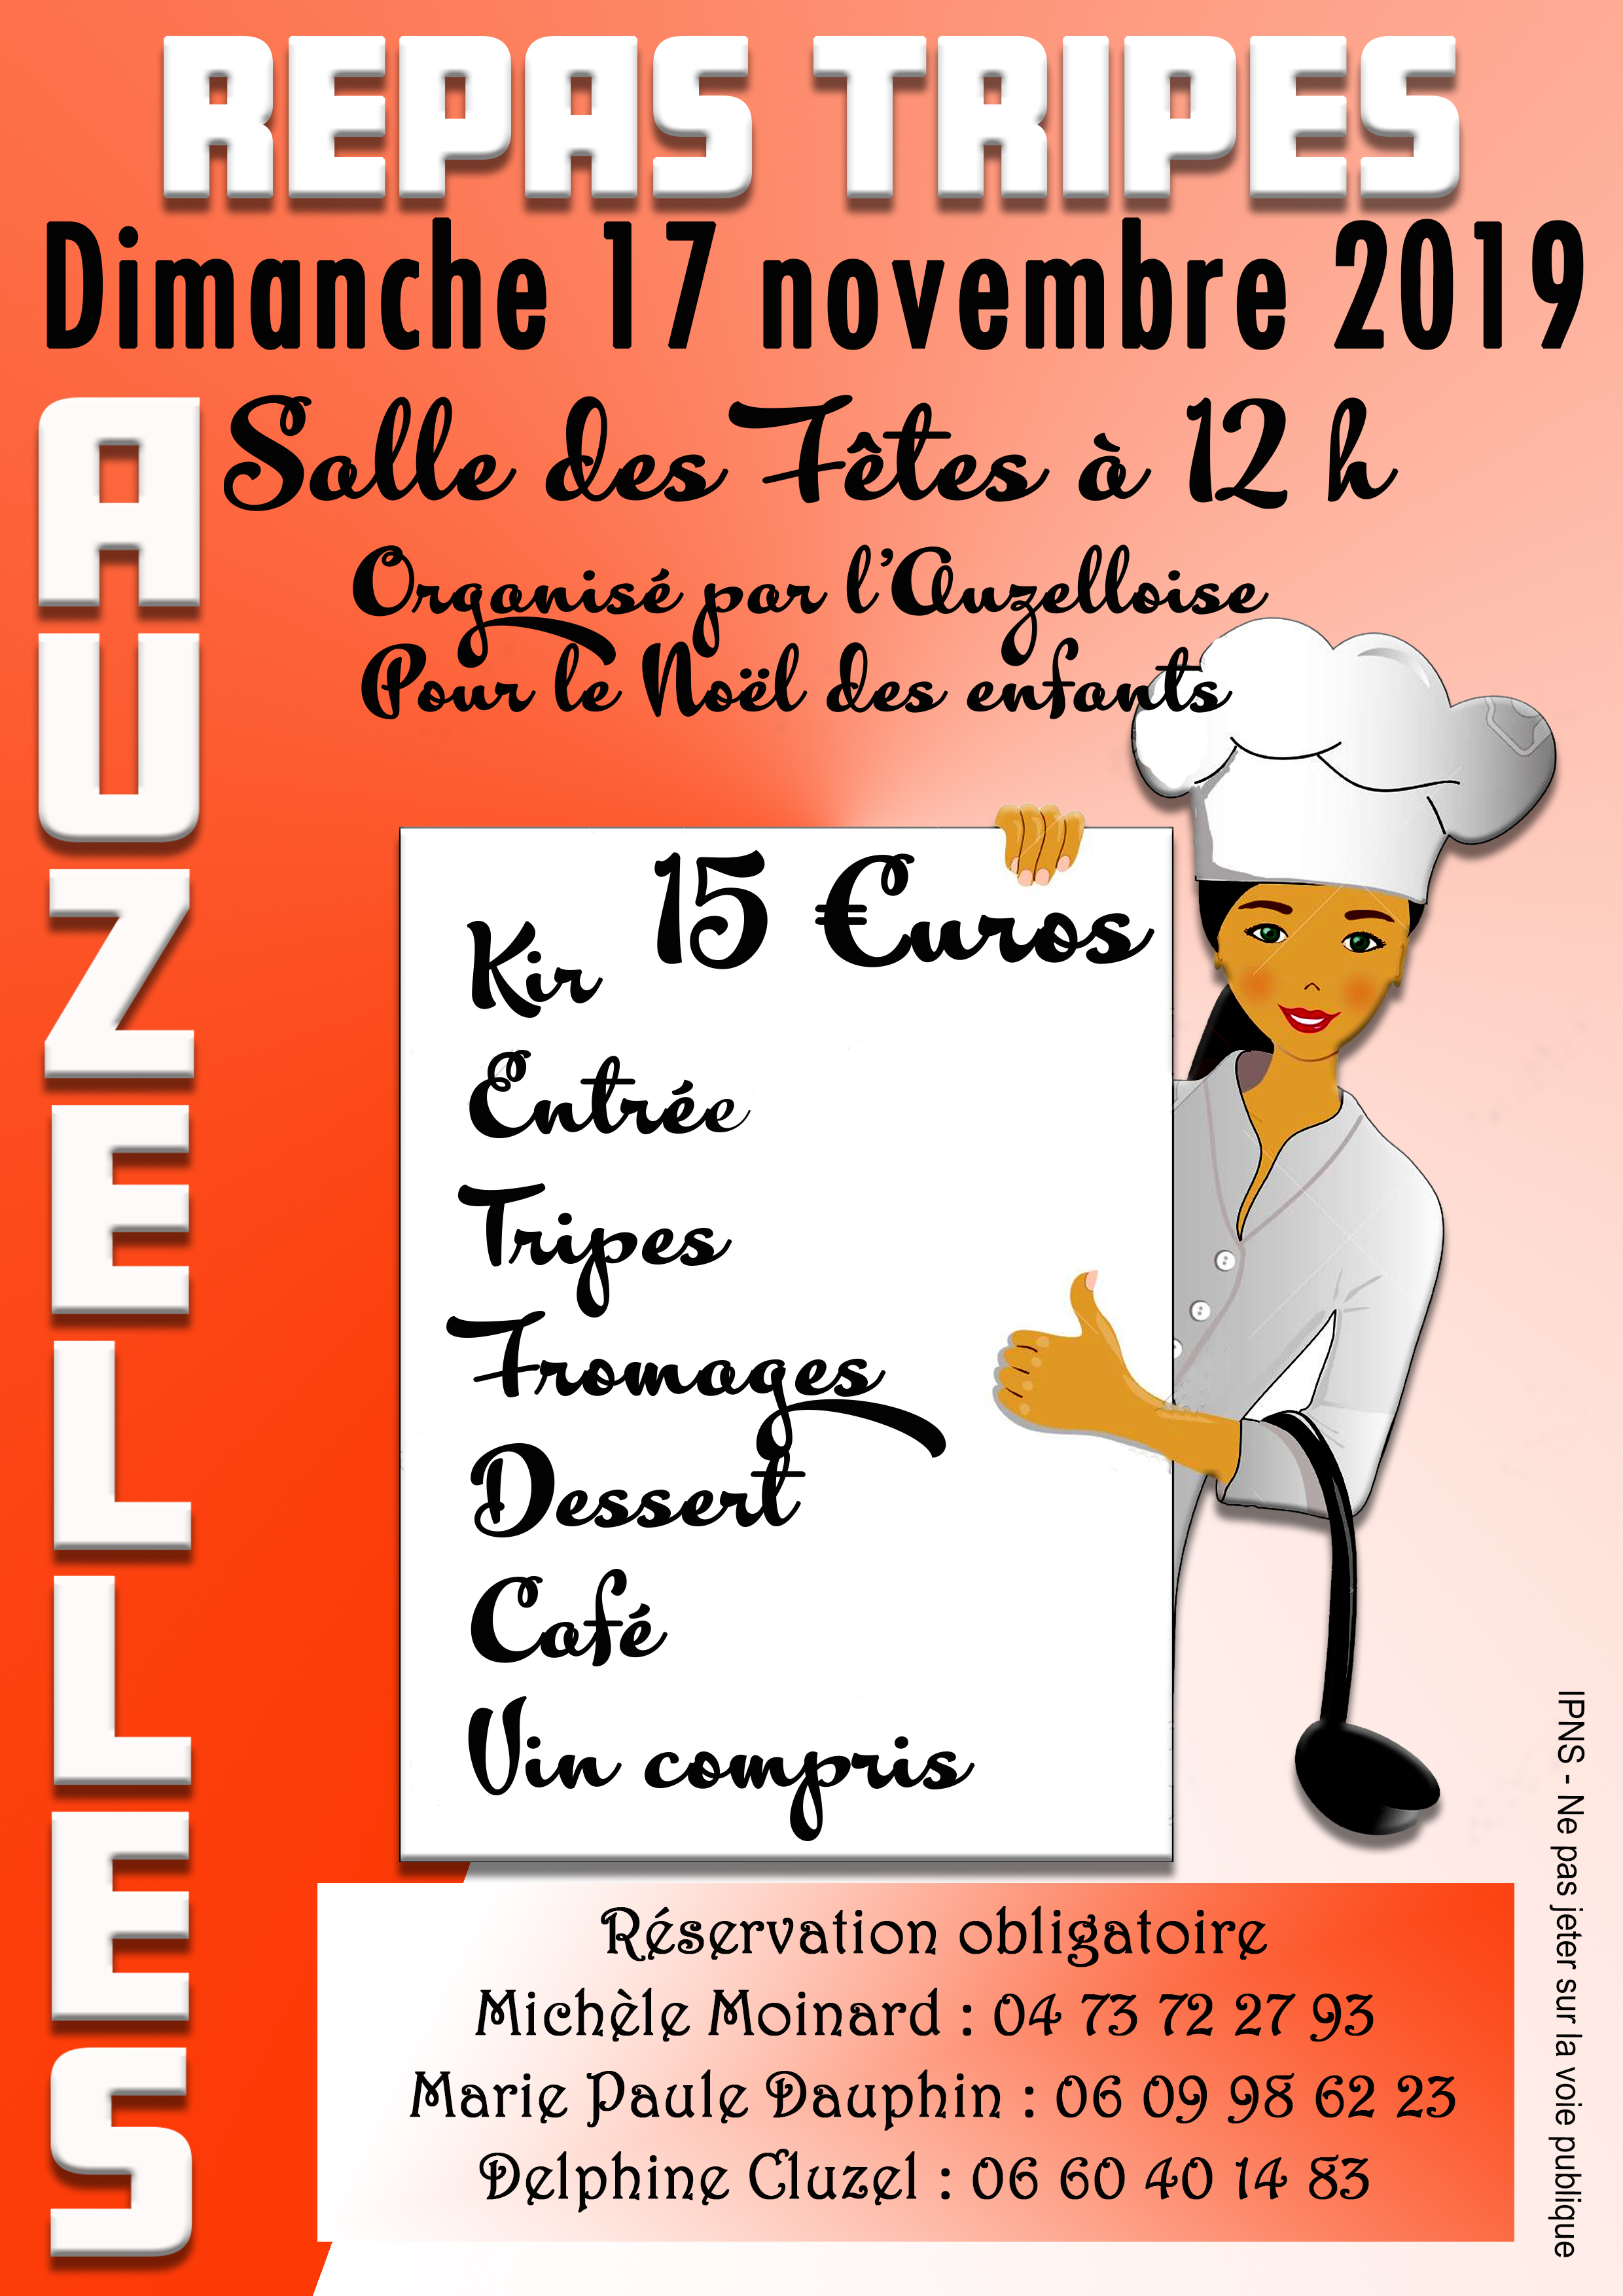 REPAS TRIPES
Dimanche 17 novembre 2019
AUZELLES
Salle des Fêtes à 12 h
Organisé par l'Auzelloise
Pour le Noël des enfants
15 €uros
Kir
Entrée
Tripes
Fromages
Dessert
Café
Vin compris
Réservation obligatoire
Michèle Moinard : 04 73 72 27 93
Marie Paule Dauphin : 06 09 98 62 23
Delphine Cluzel : 06 60 40 14 83
IPNS - Ne pas jeter sur la voie publique